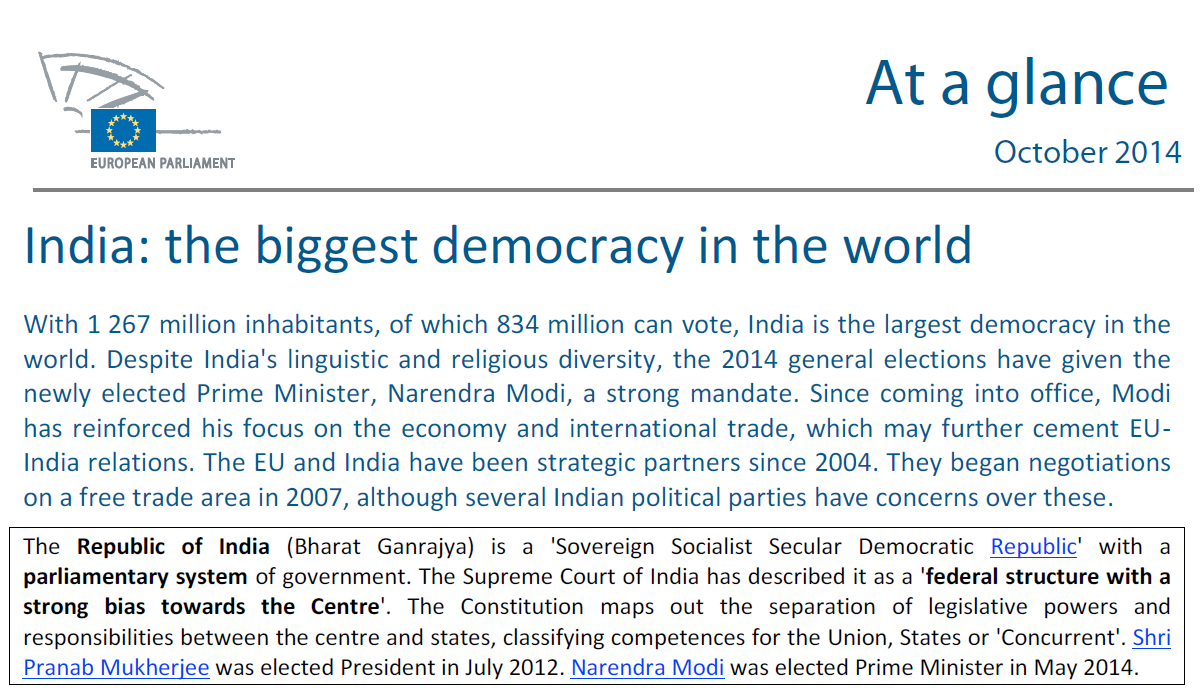 At a glance
October 2014
EUROPEAN PARLIAMENT
India: the biggest democracy in the world
With 1 267 million inhabitants, of which 834 million can vote, India is the largest democracy in the
world. Despite India's linguistic and religious diversity, the 2014 general elections have given the
newly elected Prime Minister, Narendra Modi, a strong mandate. Since coming into office, Modi
has reinforced his focus on the economy and international trade, which may further cement EU-
India relations. The EU and India have been strategic partners since 2004. They began negotiations
on a free trade area in 2007, although several Indian political parties have concerns over these.
The Republic of India (Bharat Ganrajya) is a 'Sovereign Socialist Secular Democratic Republic' with a
parliamentary system of government. The Supreme Court of India has described it as a 'federal structure with a
strong bias towards the Centre'. The Constitution maps out the separation of legislative powers and
responsibilities between the centre and states, classifying competences for the Union, States or 'Concurrent'. Shri
Pranab Mukherjee was elected President in July 2012. Narendra Modi was elected Prime Minister in May 2014.